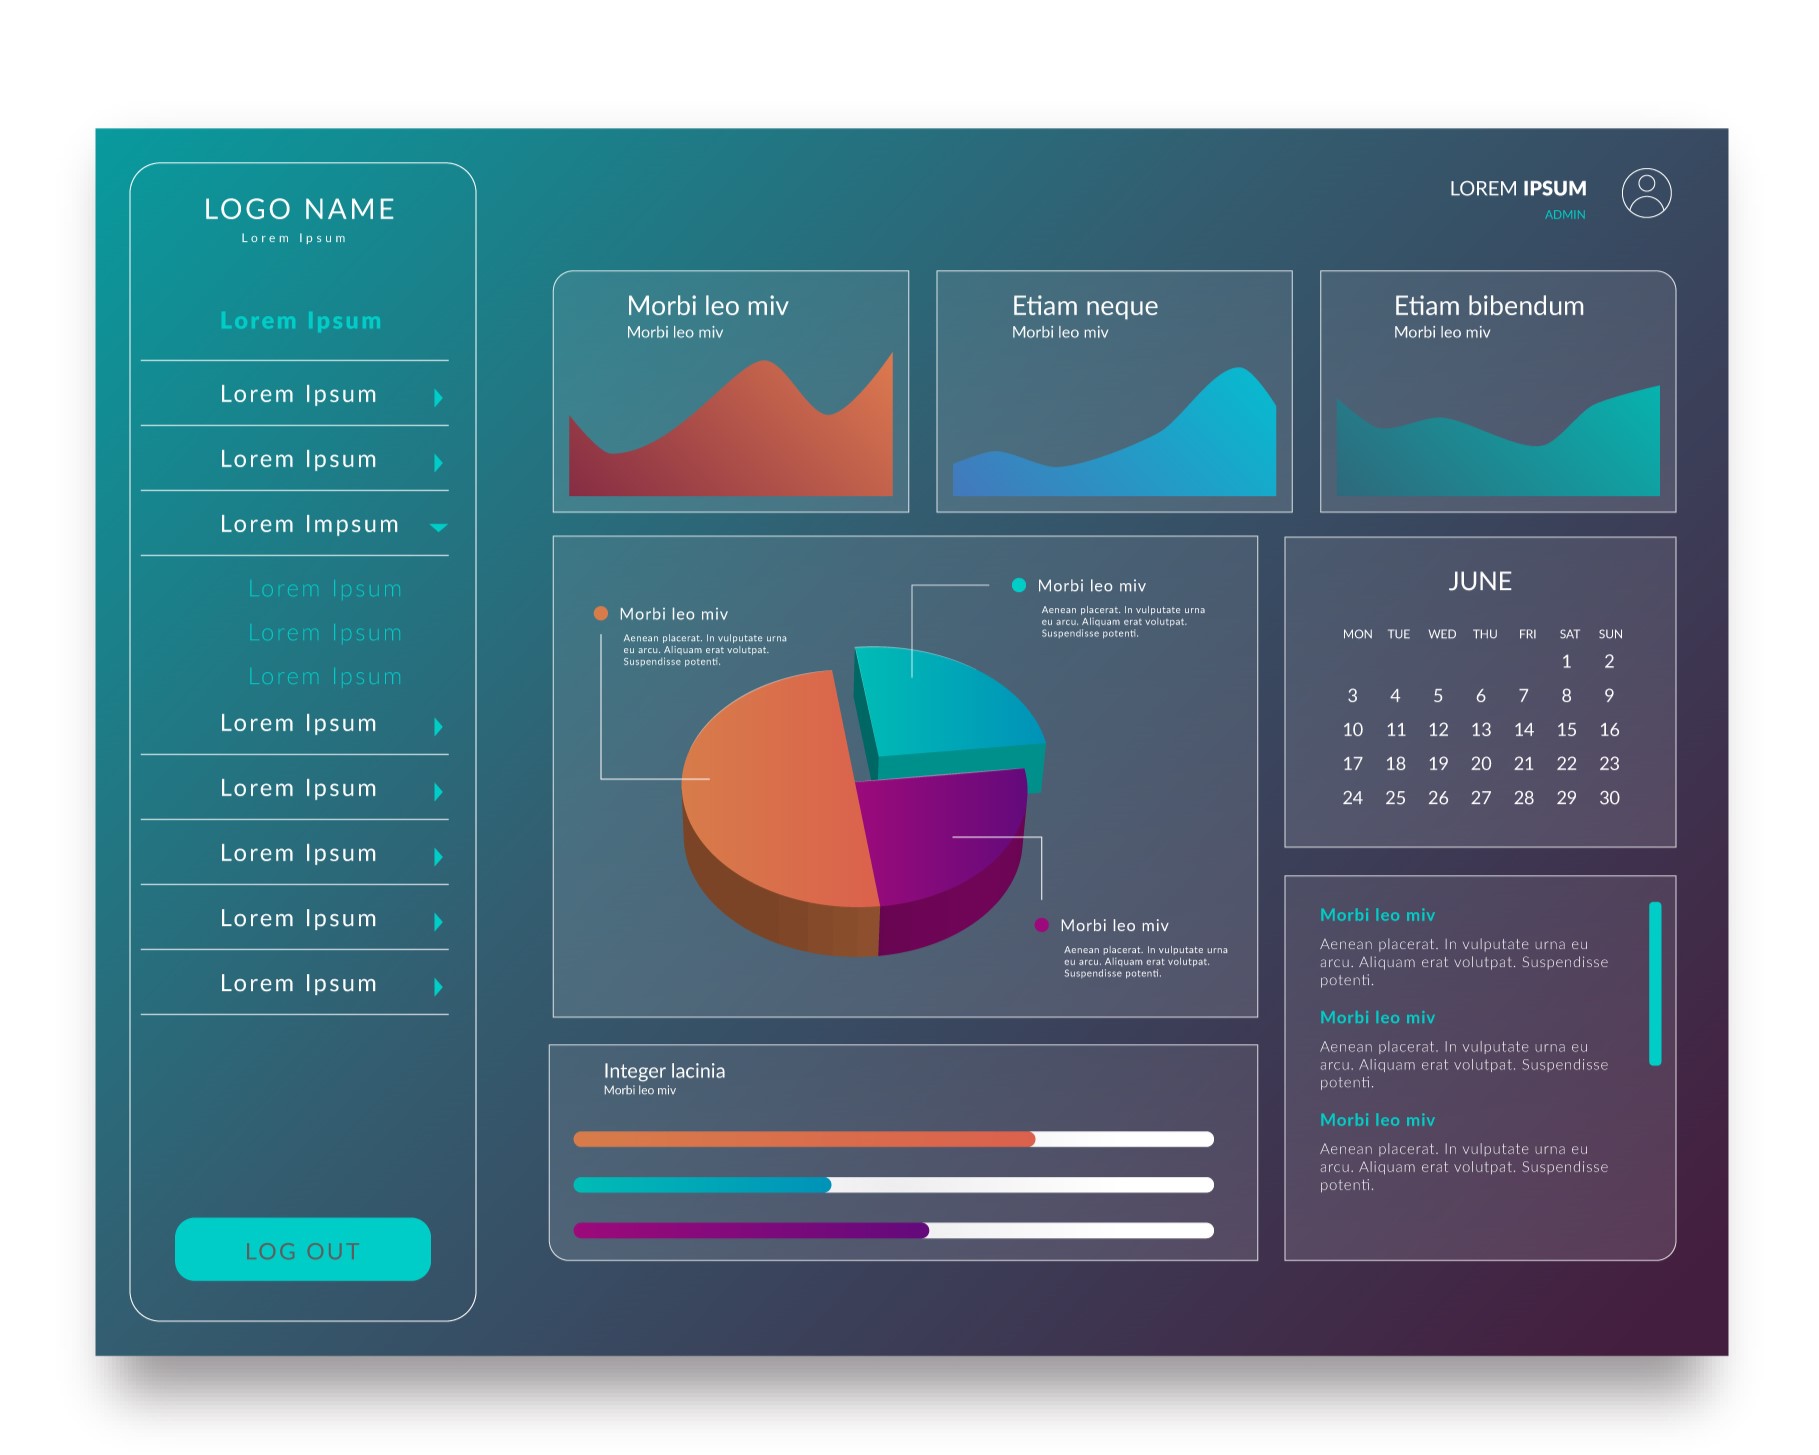 LOGO NAME
Lorem Ipsum
Lorem Ipsum
Lorem Ipsum
Lorem Ipsum
Lorem Impsum
Lorem Ipsum
Lorem Ipsum
Lorem Ipsum
Lorem Ipsum
Lorem Ipsum
Lorem Ipsum
Lorem Ipsum
Lorem Ipsum
LOG OUT
LOREM IPSUM
ADMIN
Morbi leo miv
Morbi leo miv
Etiam neque
Morbi leo miv
Etiam bibendum
Morbi leo miv
Morbi leo miv
Aenean placerat. In vulputate urna
eu arcu. Aliquam erat volutpat.
Suspendisse potenti.
Morbi leo miv
Aenean placerat. In vulputate urna
eu arcu. Aliquam erat volutpat.
Suspendisse potenti.
Morbi leo miv
Aenean placerat. In vulputate urna
eu arcu. Aliquam erat volutpat.
Suspendisse potenti.
JUNE
MON TUE WED THU FRI SAT SUN
1 2
3 4 5 6 7 8 9
10 11 12 13 14 15 16
17 18 19 20 21 22 23
24 25 26 27 28 29 30
Integer lacinia
Morbi leo miv
Morbi leo miv
Aenean placerat. In vulputate urna eu
arcu. Aliquam erat volutpat. Suspendisse
potenti.
Morbi leo miv
Aenean placerat. In vulputate urna eu
arcu. Aliquam erat volutpat. Suspendisse
potenti.
Morbi leo miv
Aenean placerat. In vulputate urna eu
arcu. Aliquam erat volutpat. Suspendisse
potenti.